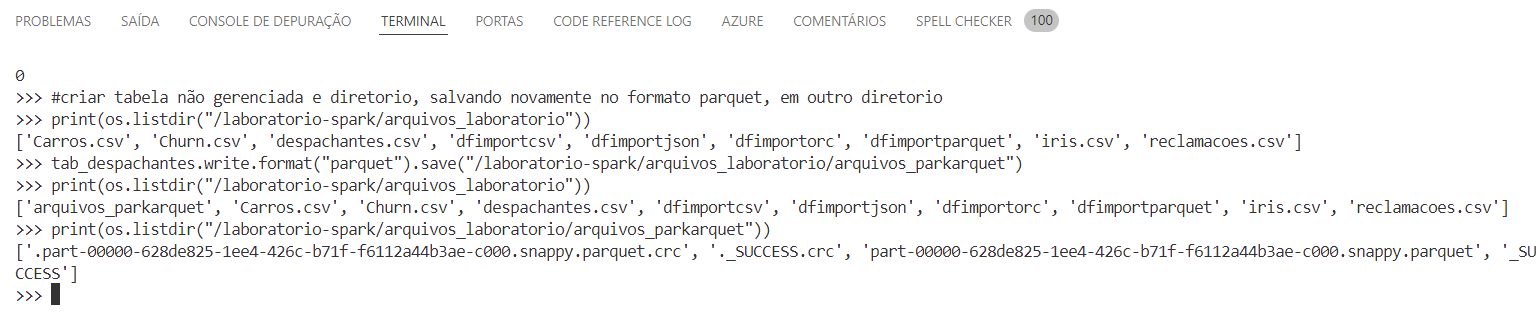 PROBLEMAS SAÍDA CONSOLE DE DEPURAÇÃO TERMINAL PORTAS CODE REFERENCE LOG AZURE COMENTÁRIOS SPELL CHECKER 100
0
>>> #criar tabela não gerenciada e diretorio, salvando novamente no formato parquet, em outro diretorio
>>> print(os.listdir("/laboratorio-spark/arquivos_laboratorio"))
['Carros.csv', 'Churn.csv', 'despachantes.csv', 'dfimportcsv', 'dfimportjson', 'dfimportorc', 'dfimportparquet', 'iris.csv', 'reclamacoes.csv']
>>> tab_despachantes.write.format("parquet").save("/laboratorio-spark/arquivos_laboratorio/arquivos_parkarquet")
>>> print(os.listdir("/laboratorio-spark/arquivos_laboratorio"))
['arquivos_parkarquet', 'Carros.csv', 'Churn.csv', 'despachantes.csv', 'dfimportcsv', 'dfimportjson', 'dfimportorc', 'dfimportparquet', 'iris.csv', 'reclamacoes.csv']
>>> print(os.listdir("/laboratorio-spark/arquivos_laboratorio/arquivos_parkarquet"))
['.part-00000-628de825-1ee4-426c-b71f-f6112a44b3ae-c000.snappy.parquet.crc', '._SUCCESS.crc', 'part-00000-628de825-1ee4-426c-b71f-f6112a44b3ae-c000.snappy.parquet', '_SU
CCESS']
>>>